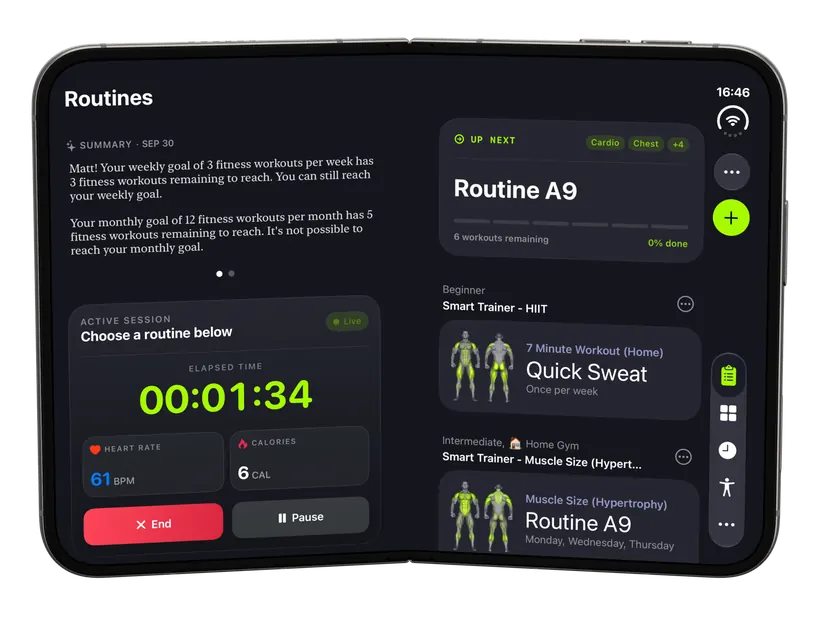 Routines
SUMMARY · SEP 30
Matt! Your weekly goal of 3 fitness workouts per week has
3 fitness workouts remaining to reach. You can still reach
your weekly goal.
Your monthly goal of 12 fitness workouts per month has 5
fitness workouts remaining to reach. It's not possible to
reach your monthly goal.
ACTIVE SESSION
Choose a routine below
Live
ELAPSED TIME
00:01:34
HEART RATE
61 BPM
CALORIES
6 CAL
End
Pause
16:46
UP NEXT
Cardio
Chest
+4
Routine A9
6 workouts remaining
0% done
Beginner
Smart Trainer - HIIT
7 Minute Workout (Home)
Quick Sweat
Once per week
Intermediate, 🏠 Home Gym
Smart Trainer - Muscle Size (Hypert...
Muscle Size (Hypertrophy)
Routine A9
Monday, Wednesday, Thursday